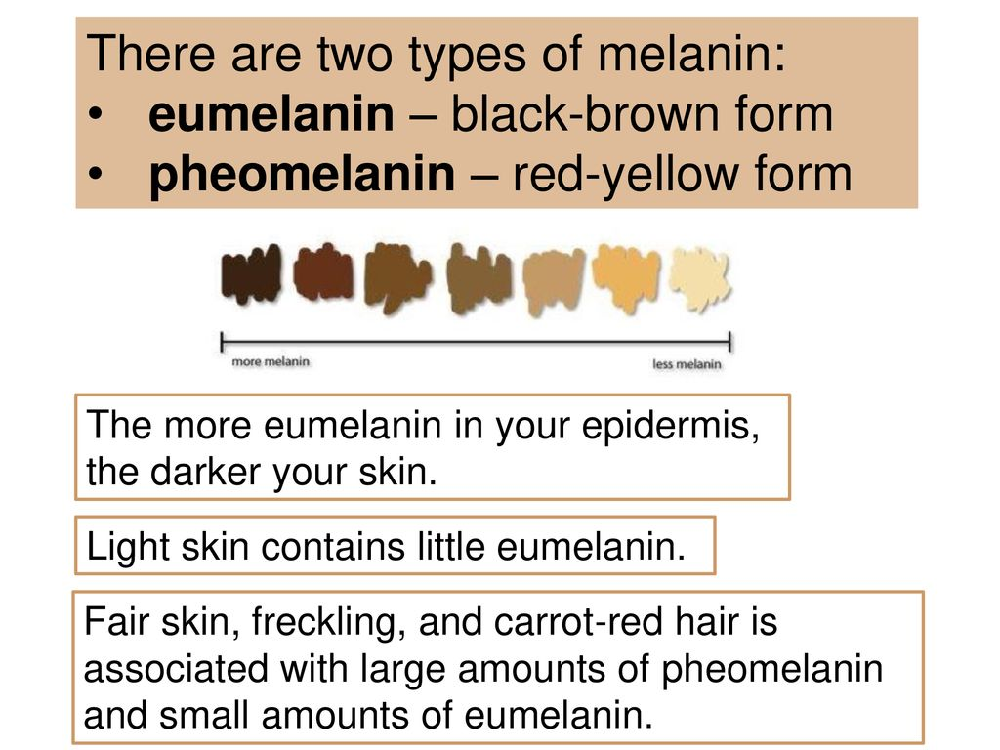 There are two types of melanin:
• eumelanin – black-brown form
• pheomelanin – red-yellow form
more melanin
less melanin
The more eumelanin in your epidermis,
the darker your skin.
Light skin contains little eumelanin.
Fair skin, freckling, and carrot-red hair is
associated with large amounts of pheomelanin
and small amounts of eumelanin.